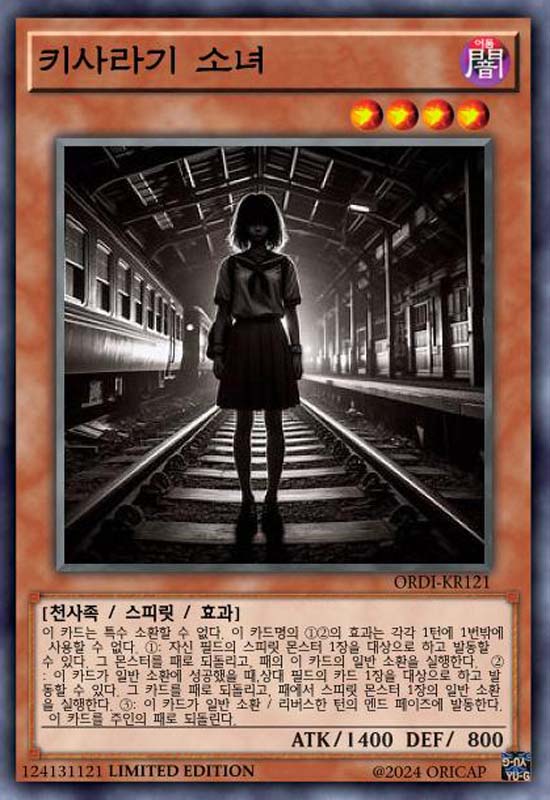 키사라기 소녀
어둠
闇
ORDI-KR121
[천사족 / 스피릿 / 효과]
이 카드는 특수 소환할 수 없다. 이 카드명의 ①②의 효과는 각각 1턴에 1번밖에
사용할 수 없다. ①: 자신 필드의 스피릿 몬스터 1장을 대상으로 하고 발동할
수 있다. 그 몬스터를 패로 되돌리고, 패의 이 카드의 일반 소환을 실행한다. ②
: 이 카드가 일반 소환에 성공했을 때,상대 필드의 카드 1장을 대상으로 하고 발
동할 수 있다. 그 카드를 패로 되돌리고, 패에서 스피릿 몬스터 1장의 일반 소환
을 실행한다. ③: 이 카드가 일반 소환 / 리버스한 턴의 엔드 페이즈에 발동한다.
이 카드를 주인의 패로 되돌린다.
ATK/1400 DEF/ 800
124131121 LIMITED EDITION
@2024 ORICAP
YU-G
YU-G